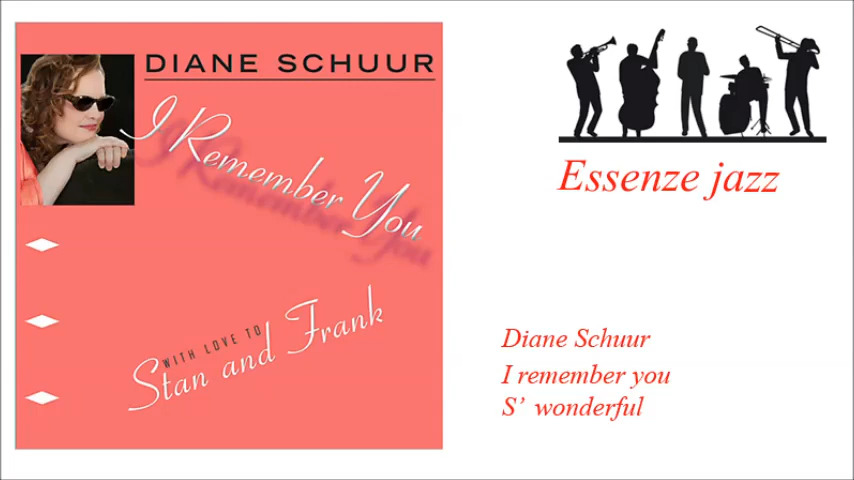 DIANE SCHUUR
I Remember You
WITH LOVE TO
Stan and Frank
Essenze jazz
Diane Schuur
I remember you
S’ wonderful